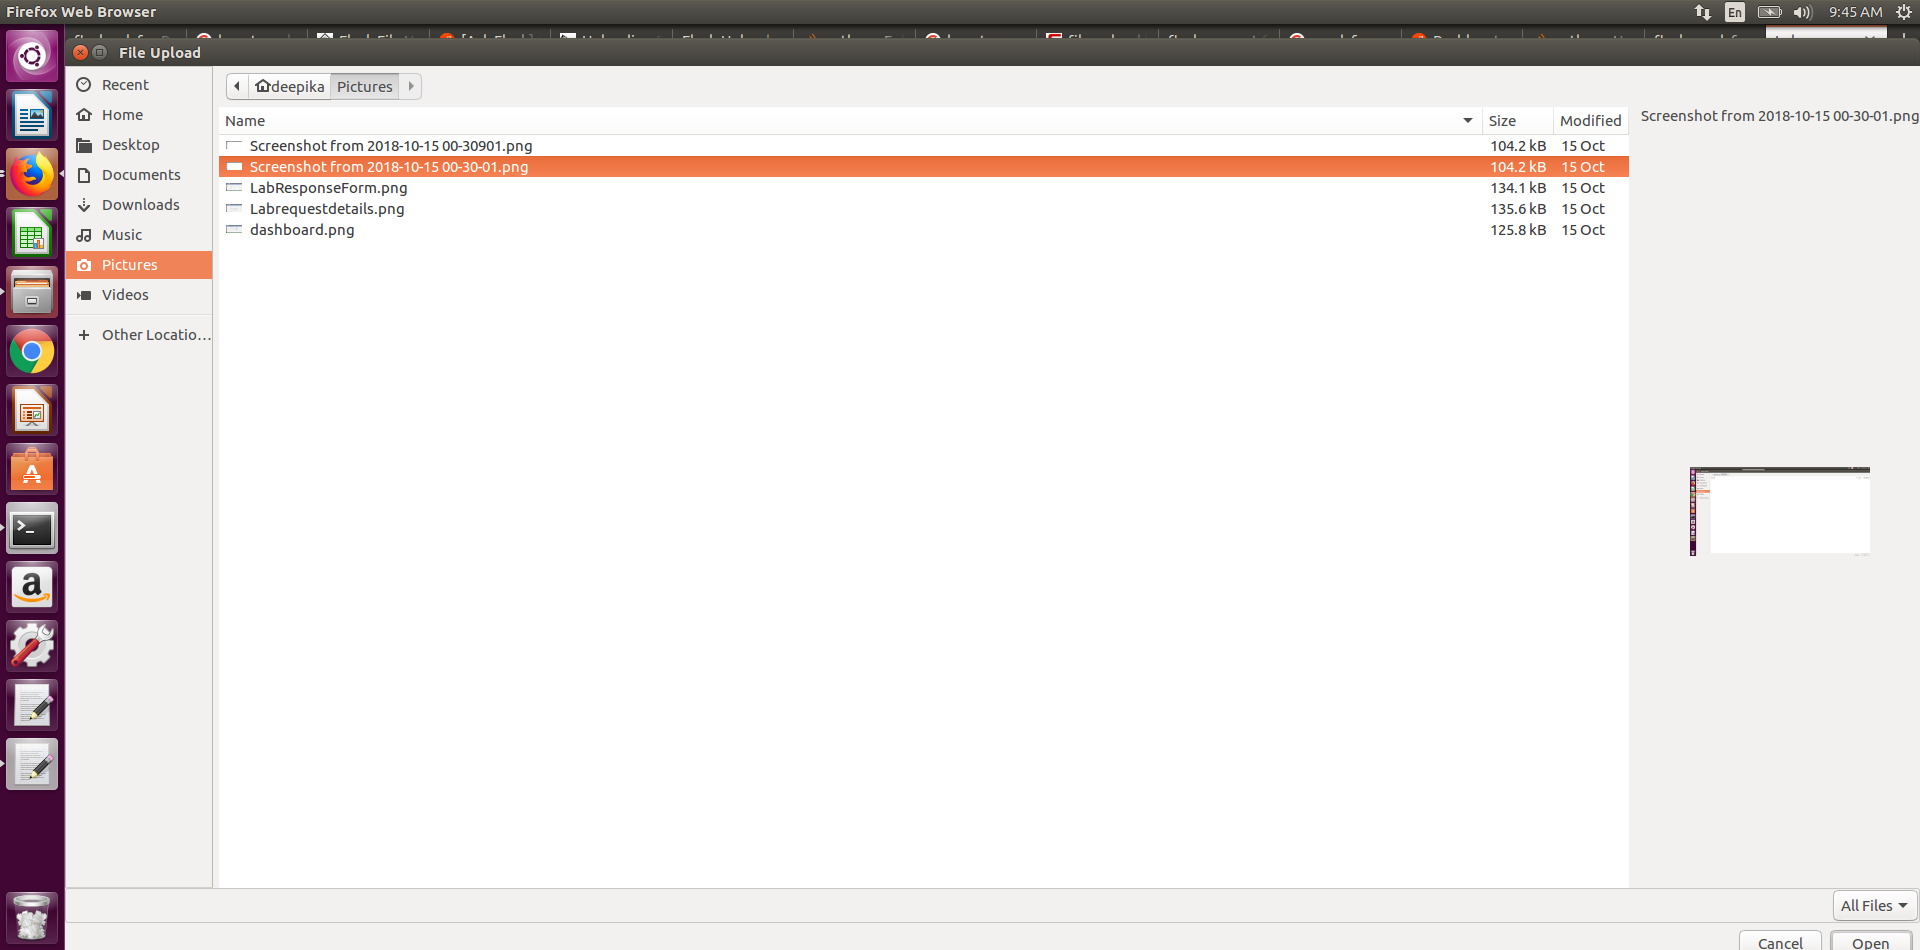 Firefox Web Browser
En
9:45 AM
File Upload
Recent
Home
Desktop
Documents
Downloads
Music
Pictures
Videos
+ Other Locatio...
deepika Pictures
Name Size Modified
Screenshot from 2018-10-15 00-30901.png 104.2 kB 15 Oct
Screenshot from 2018-10-15 00-30-01.png 104.2 kB 15 Oct
LabResponseForm.png 134.1 kB 15 Oct
Labrequestdetails.png 135.6 kB 15 Oct
dashboard.png 125.8 kB 15 Oct
Screenshot from 2018-10-15 00-30-01.png
All Files
Cancel Open